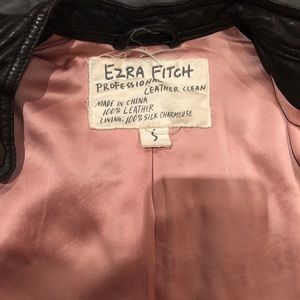 EZRA FITCH
PROFESSIONAL
LEATHER CLEAN
MADE IN CHINA
100% LEATHER
LINING: 100% SILK CHARMEUSE
S